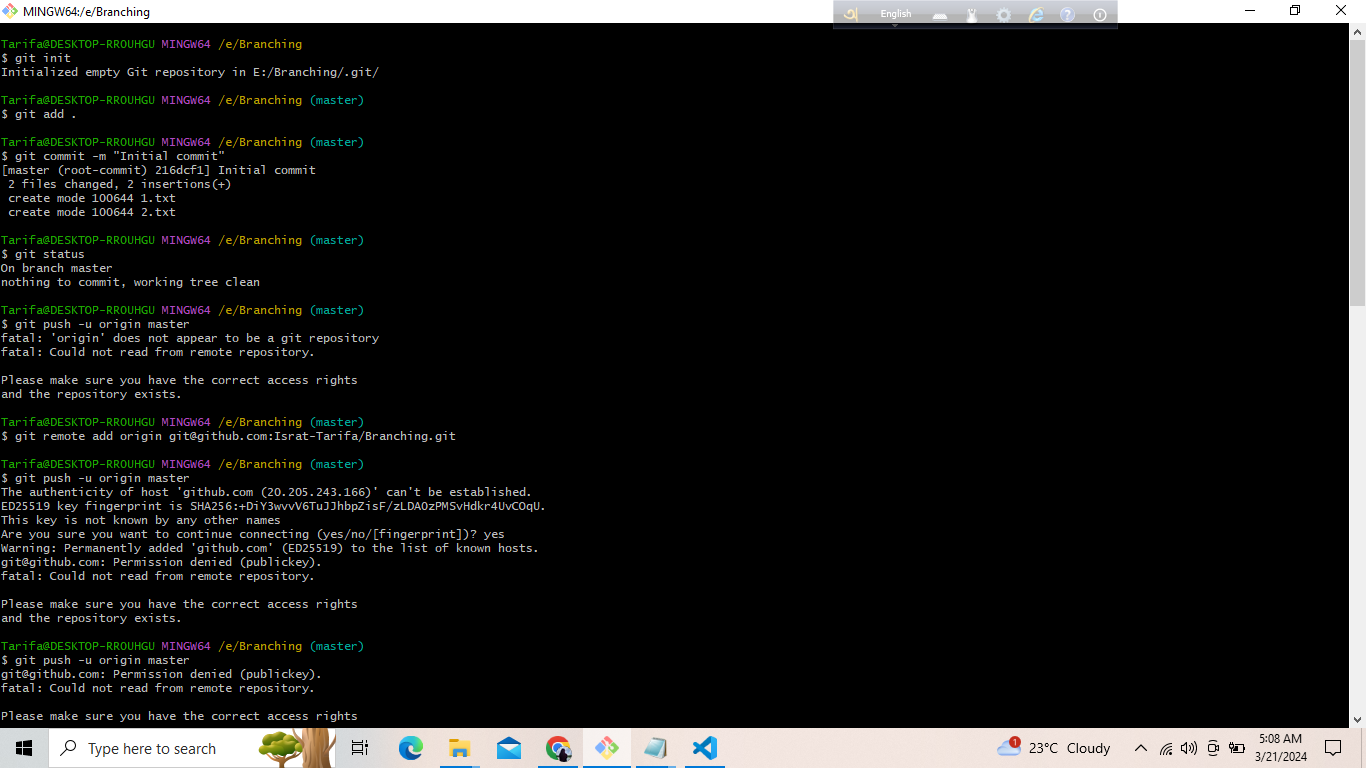 MINGW64:/e/Branching
English
Tarifa@DESKTOP-RROUHGU MINGW64 /e/Branching
$ git init
Initialized empty Git repository in E:/Branching/.git/
Tarifa@DESKTOP-RROUHGU MINGW64 /e/Branching (master)
$ git add .
Tarifa@DESKTOP-RROUHGU MINGW64 /e/Branching (master)
$ git commit -m "Initial commit"
[master (root-commit) 216dcf1] Initial commit
 2 files changed, 2 insertions(+)
 create mode 100644 1.txt
 create mode 100644 2.txt
Tarifa@DESKTOP-RROUHGU MINGW64 /e/Branching (master)
$ git status
On branch master
nothing to commit, working tree clean
Tarifa@DESKTOP-RROUHGU MINGW64 /e/Branching (master)
$ git push -u origin master
fatal: 'origin' does not appear to be a git repository
fatal: Could not read from remote repository.
Please make sure you have the correct access rights
and the repository exists.
Tarifa@DESKTOP-RROUHGU MINGW64 /e/Branching (master)
$ git remote add origin git@github.com:Israt-Tarifa/Branching.git
Tarifa@DESKTOP-RROUHGU MINGW64 /e/Branching (master)
$ git push -u origin master
The authenticity of host 'github.com (20.205.243.166)' can't be established.
ED25519 key fingerprint is SHA256:+DiY3wvvV6TuJJhbpZisF/zLDA0zPMSvHdkr4UvCOqU.
This key is not known by any other names
Are you sure you want to continue connecting (yes/no/[fingerprint])? yes
Warning: Permanently added 'github.com' (ED25519) to the list of known hosts.
git@github.com: Permission denied (publickey).
fatal: Could not read from remote repository.
Please make sure you have the correct access rights
and the repository exists.
Tarifa@DESKTOP-RROUHGU MINGW64 /e/Branching (master)
$ git push -u origin master
git@github.com: Permission denied (publickey).
fatal: Could not read from remote repository.
Please make sure you have the correct access rights
Type here to search
1
23°C Cloudy
5:08 AM
3/21/2024